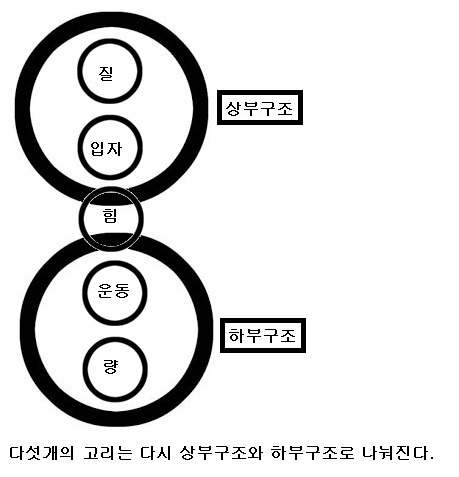 질
상부구조
입자
힘
운동
하부구조
량
다섯개의 고리는 다시 상부구조와 하부구조로 나눠진다.